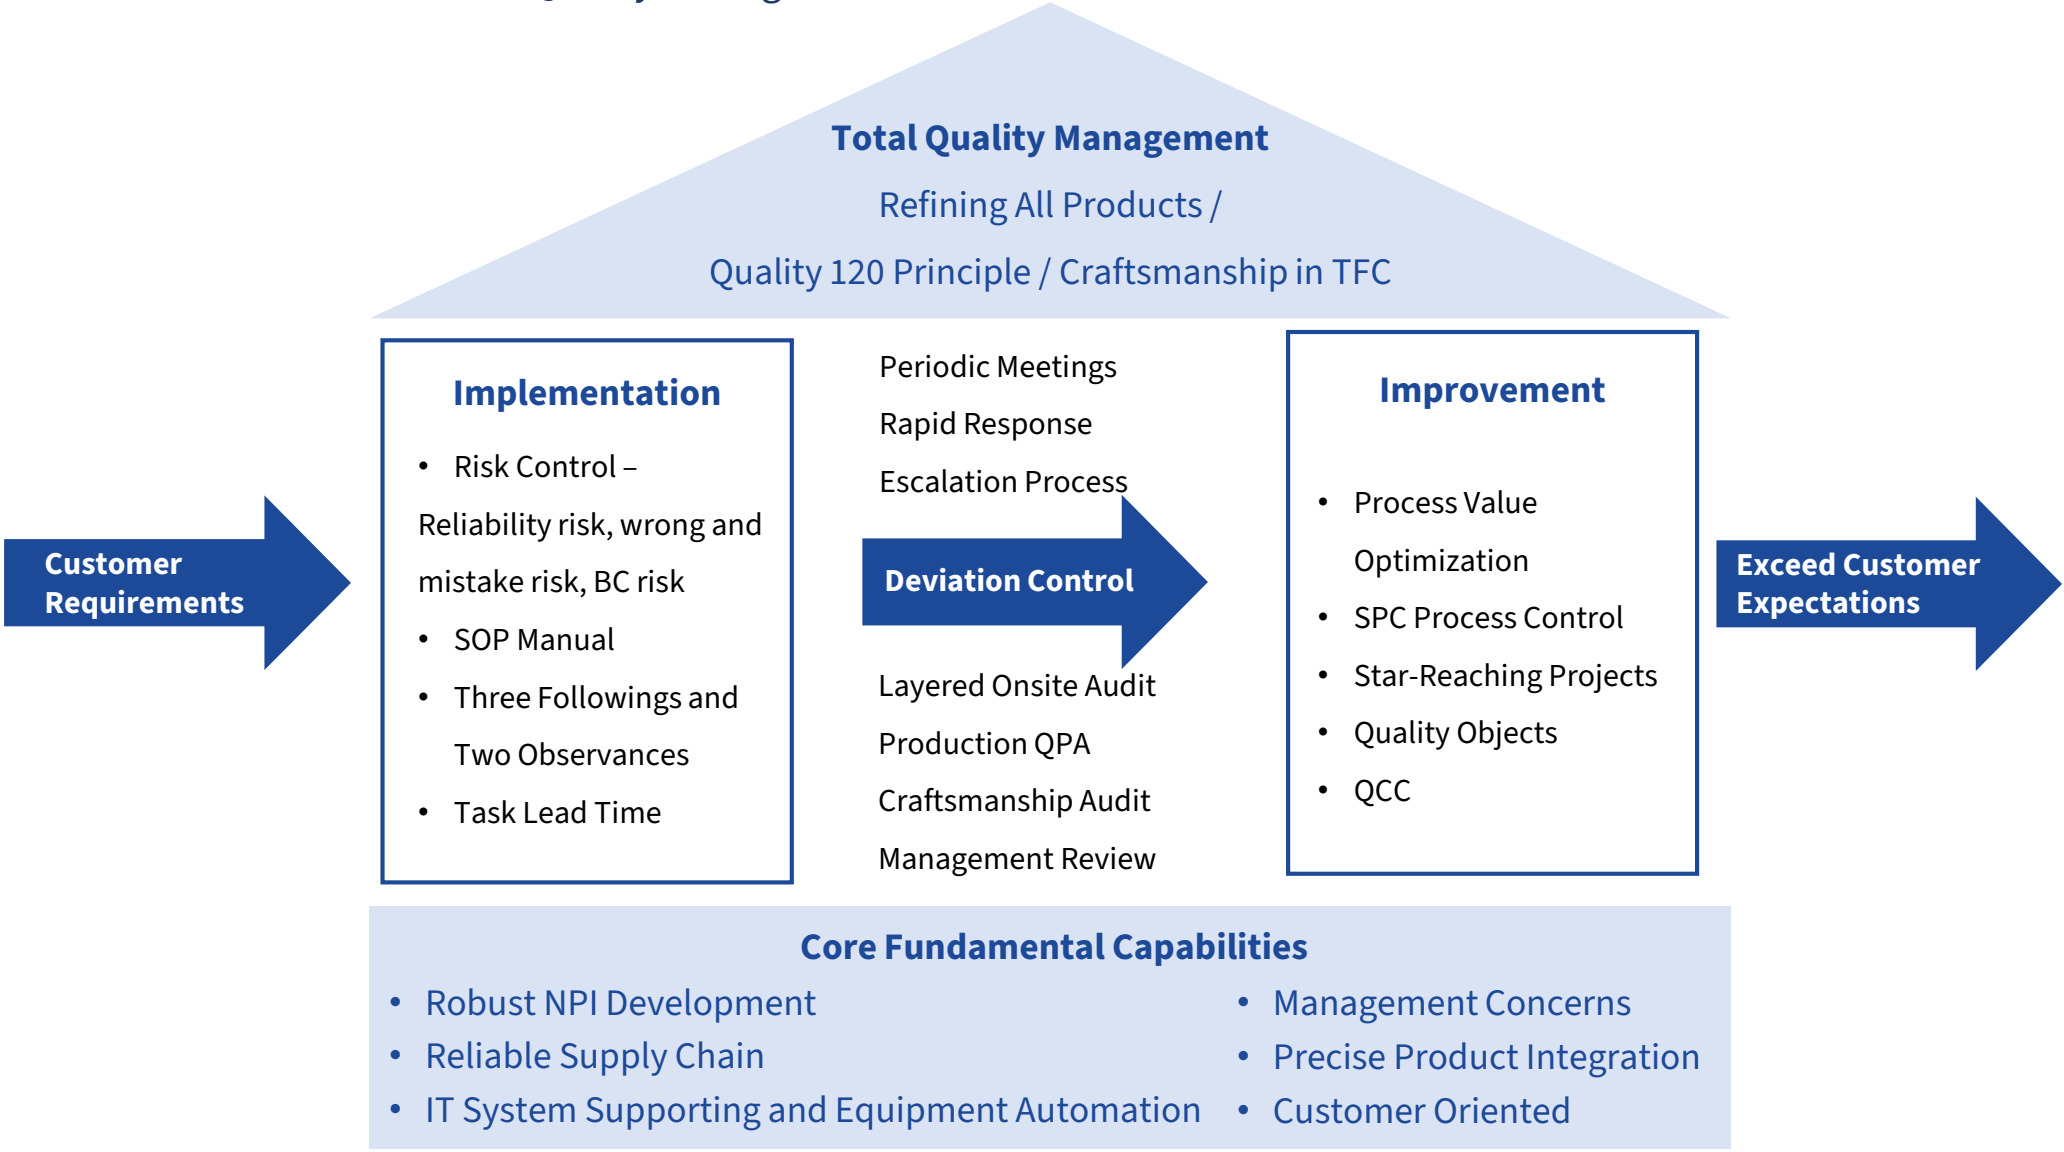 Total Quality Management
Refining All Products /
Quality 120 Principle / Craftsmanship in TFC
Customer
Requirements
Implementation
• Risk Control –
Reliability risk, wrong and
mistake risk, BC risk
• SOP Manual
• Three Followings and
Two Observances
• Task Lead Time
Periodic Meetings
Rapid Response
Escalation Process
Deviation Control
Layered Onsite Audit
Production QPA
Craftsmanship Audit
Management Review
Improvement
• Process Value
Optimization
• SPC Process Control
• Star-Reaching Projects
• Quality Objects
• QCC
Exceed Customer
Expectations
Core Fundamental Capabilities
• Robust NPI Development
• Reliable Supply Chain
• IT System Supporting and Equipment Automation
• Management Concerns
• Precise Product Integration
• Customer Oriented